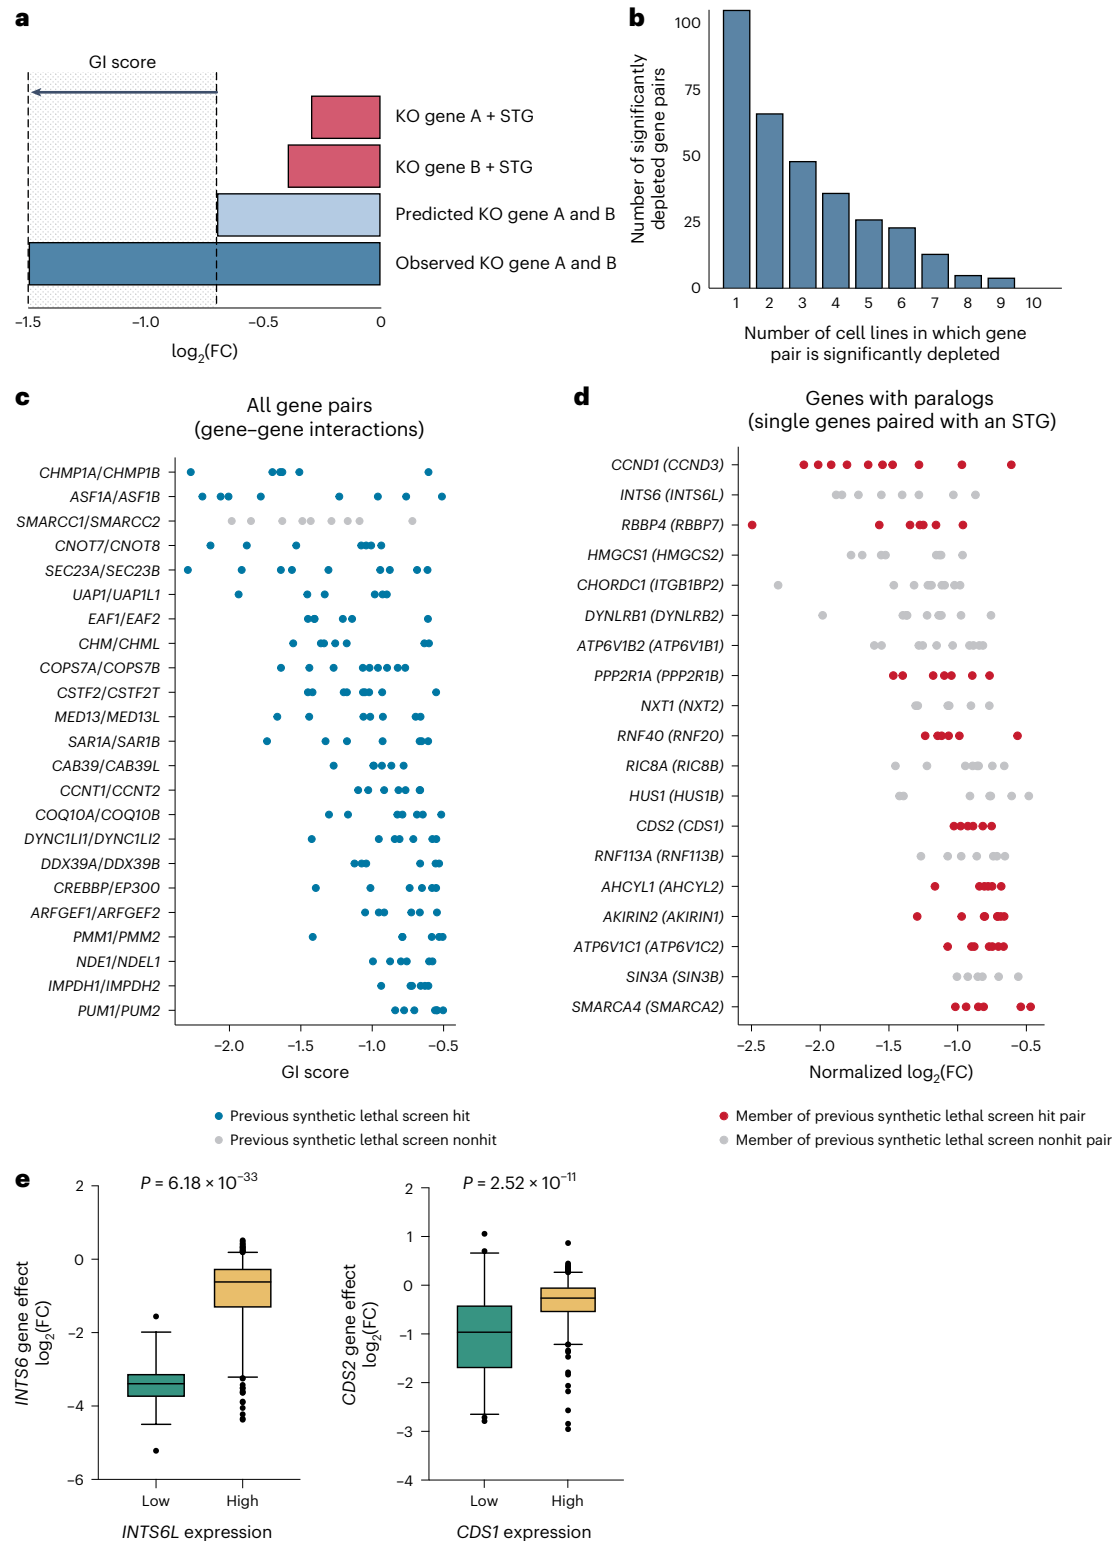 a
GI score
KO gene A + STG
KO gene B + STG
Predicted KO gene A and B
Observed KO gene A and B
–1.5
–1.0
–0.5
0
log2(FC)
b
Number of significantly
depleted gene pairs
100
75
50
25
0
1 2 3 4 5 6 7 8 9 10
Number of cell lines in which gene
pair is significantly depleted
c
All gene pairs
(gene–gene interactions)
CHMP1A/CHMP1B
ASF1A/ASF1B
SMARCC1/SMARCC2
CNOT7/CNOT8
SEC23A/SEC23B
UAP1/UAP1L1
EAF1/EAF2
CHM/CHML
COPS7A/COPS7B
CSTF2/CSTF2T
MED13/MED13L
SAR1A/SAR1B
CAB39/CAB39L
CCNT1/CCNT2
COQ10A/COQ10B
DYNC1LI1/DYNC1LI2
DDX39A/DDX39B
CREBBP/EP300
ARFGEF1/ARFGEF2
PMM1/PMM2
NDE1/NDEL1
IMPDH1/IMPDH2
PUM1/PUM2
–2.0 –1.5 –1.0 –0.5
GI score
Previous synthetic lethal screen hit
Previous synthetic lethal screen nonhit
d
Genes with paralogs
(single genes paired with an STG)
CCND1 (CCND3)
INTS6 (INTS6L)
RBBP4 (RBBP7)
HMGCS1 (HMGCS2)
CHORDC1 (ITGB1BP2)
DYNLRB1 (DYNLRB2)
ATP6V1B2 (ATP6V1B1)
PPP2R1A (PPP2R1B)
NXT1 (NXT2)
RNF40 (RNF20)
RIC8A (RIC8B)
HUS1 (HUS1B)
CDS2 (CDS1)
RNF113A (RNF113B)
AHCYL1 (AHCYL2)
AKIRIN2 (AKIRIN1)
ATP6V1C1 (ATP6V1C2)
SIN3A (SIN3B)
SMARCA4 (SMARCA2)
–2.5 –2.0 –1.5 –1.0 –0.5
Normalized log2(FC)
Member of previous synthetic lethal screen hit pair
Member of previous synthetic lethal screen nonhit pair
e
P = 6.18 × 10–33
INTS6 gene effect
log2(FC)
2
0
–2
–4
–6
Low High
INTS6L expression
P = 2.52 × 10–11
CDS2 gene effect
log2(FC)
2
1
0
–1
–2
–3
–4
Low High
CDS1 expression